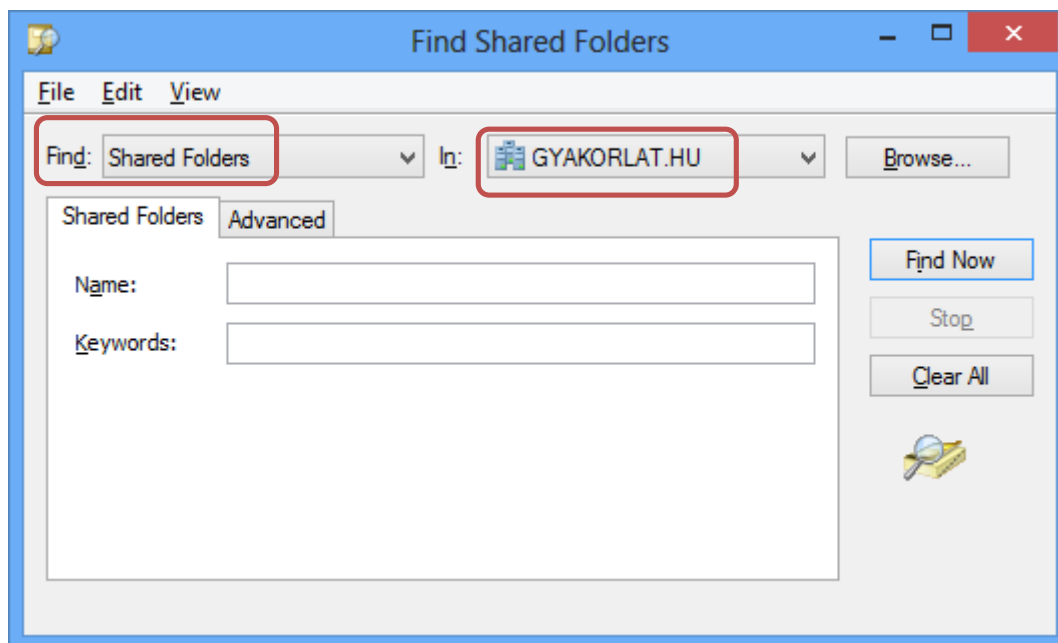 Find Shared Folders
File Edit View
Find: Shared Folders In: GYAKORLAT.HU Browse...
Shared Folders Advanced
Find Now
Name:
Stop
Keywords:
Clear All